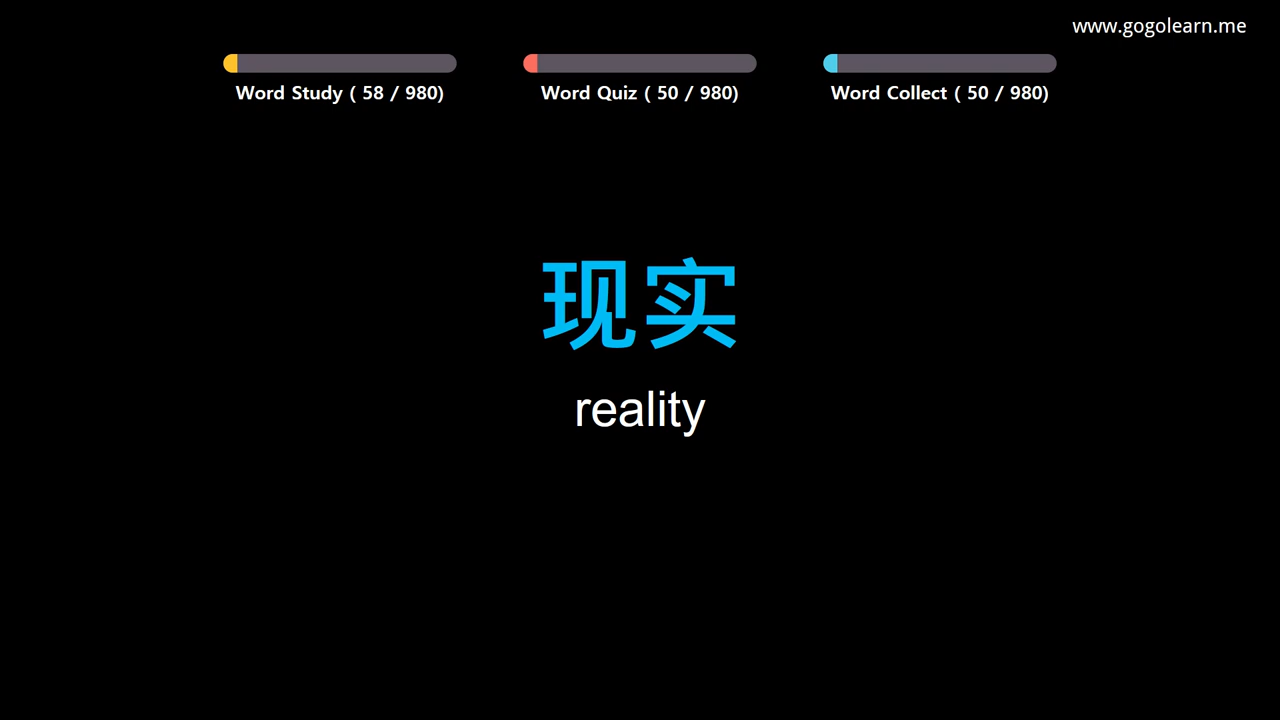 www.gogolearn.me
Word Study ( 58 / 980)
Word Quiz ( 50 / 980)
Word Collect ( 50 / 980)
现实
reality